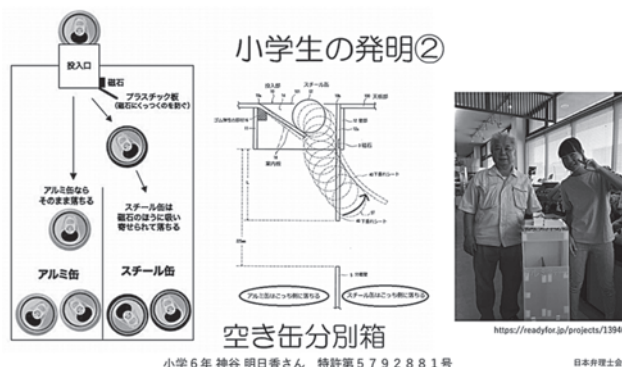 小学生の発明②
投入口
磁石
プラスチック板
(磁石にくっつくのを防ぐ)
アルミ缶なら
そのまま落ちる
スチール缶は
磁石のほうに吸い
寄せられて落ちる
アルミ缶
スチール缶
投入部
スチール缶
天板部
案内板
磁石
アルミ缶はこっち側に落ちる
スチール缶はこっち側に落ちる
空き缶分別箱
https://readyfor.jp/projects/1394
小学6年 神谷 明日香さん 特許第5792881号
日本弁理士会